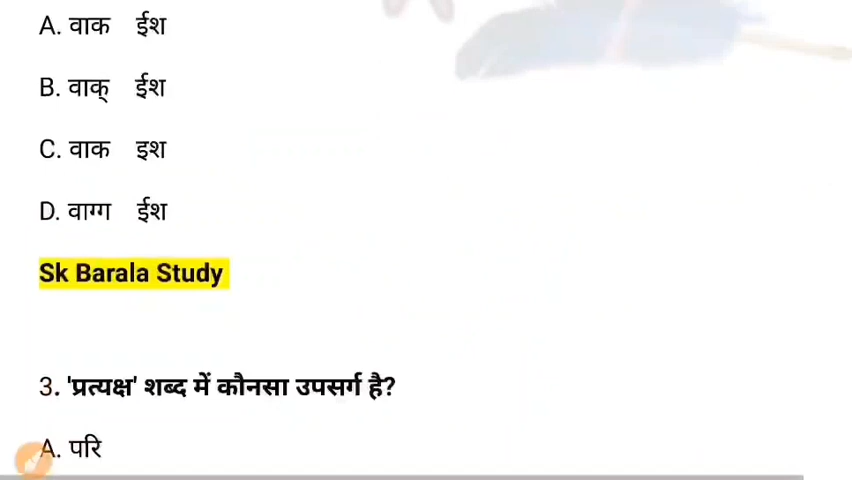 A. वाक ईश
B. वाक् ईश
C. वाक इश
D. वाग्ग ईश
Sk Barala Study
3. 'प्रत्यक्ष' शब्द में कौनसा उपसर्ग है?
A. परि